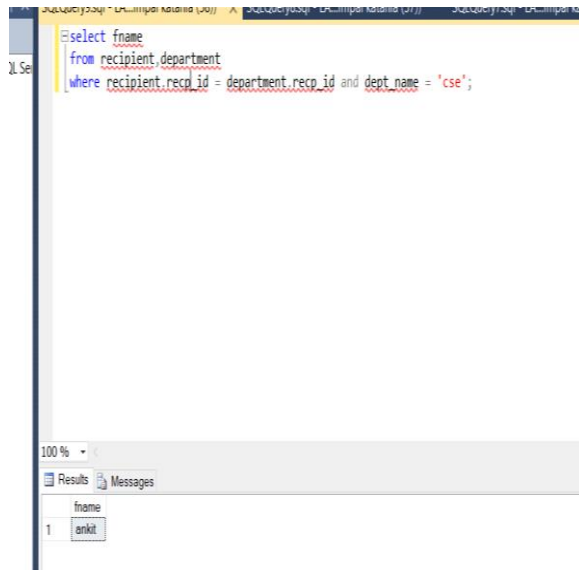 select fname
from recipient,department
where recipient.recp_id = department.recp_id and dept_name = 'cse';
100 %
Results Messages
fname
1 ankit